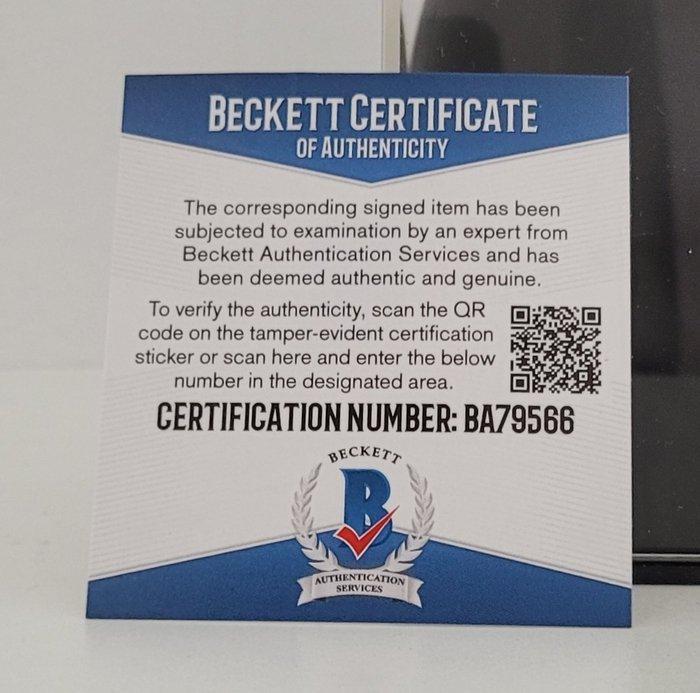 BECKETT CERTIFICATE
OF AUTHENTICITY
The corresponding signed item has been
subjected to examination by an expert from
Beckett Authentication Services and has
been deemed authentic and genuine.
To verify the authenticity, scan the QR
code on the tamper-evident certification
sticker or scan here and enter the below
number in the designated area.
CERTIFICATION NUMBER: BA79566
BECKETT
B
AUTHENTICATION
SERVICES